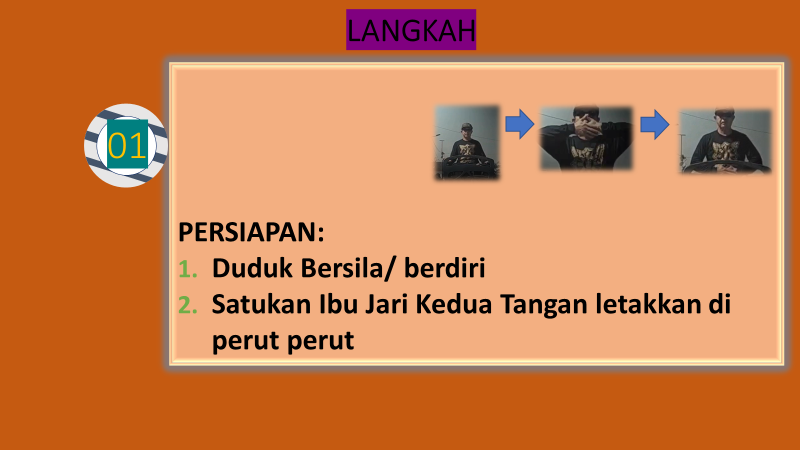 LANGKAH
01
PERSIAPAN:
1. Duduk Bersila/ berdiri
2. Satukan Ibu Jari Kedua Tangan letakkan di
perut perut